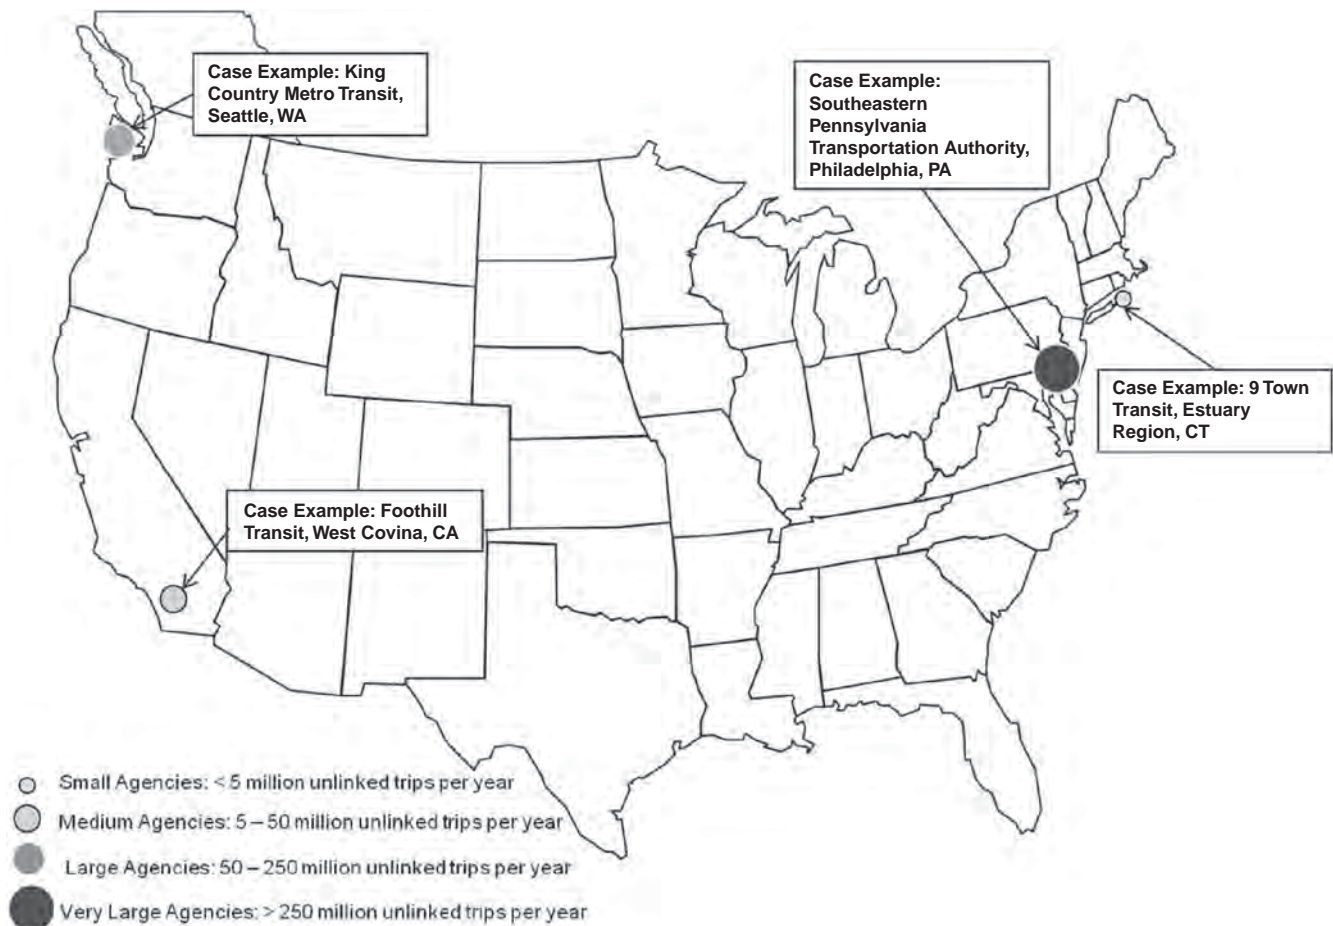 Case Example: King
Country Metro Transit,
Seattle, WA
Case Example:
Southeastern
Pennsylvania
Transportation Authority,
Philadelphia, PA
Case Example: 9 Town
Transit, Estuary
Region, CT
Case Example: Foothill
Transit, West Covina, CA
Small Agencies: < 5 million unlinked trips per year
Medium Agencies: 5 – 50 million unlinked trips per year
Large Agencies: 50 – 250 million unlinked trips per year
Very Large Agencies: > 250 million unlinked trips per year